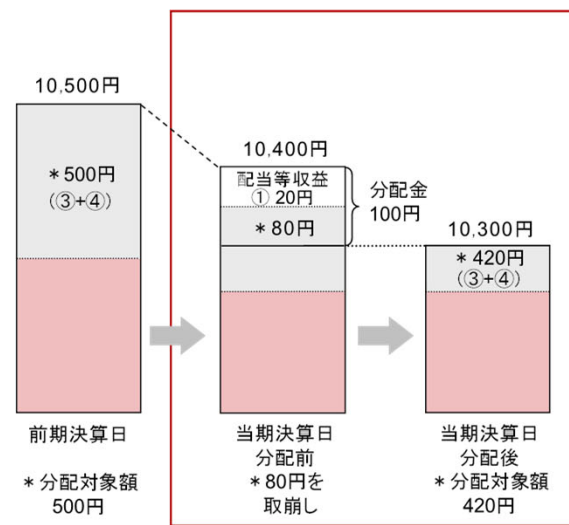 10,500円
＊500円
(③+④)
前期決算日
＊分配対象額
500円
10,400円
配当等収益
① 20円
＊80円
分配金
100円
当期決算日
分配前
＊80円を
取崩し
10,300円
＊420円
(③+④)
当期決算日
分配後
＊分配対象額
420円